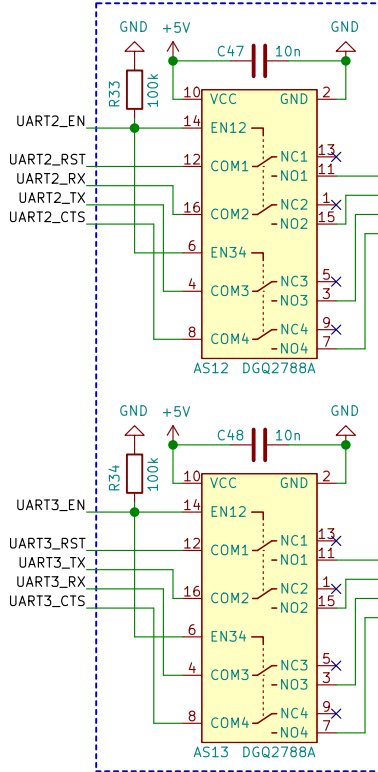 GND +5V GND
C47 10n
R33 100k
10 VCC GND 2
UART2_EN 14 EN12
NC1 13
UART2_RST 12 COM1
NO1 11
UART2_RX
UART2_TX
NC2 1
16 COM2
UART2_CTS NO2 15
6 EN34
NC3 5
4 COM3
NO3 3
NC4 9
8 COM4
NO4 7
AS12 DGQ2788A
GND +5V GND
C48 10n
R34 100k
10 VCC GND 2
UART3_EN 14 EN12
NC1 13
UART3_RST 12 COM1
NO1 11
UART3_TX
UART3_RX
NC2 1
16 COM2
UART3_CTS NO2 15
6 EN34
NC3 5
4 COM3
NO3 3
NC4 9
8 COM4
NO4 7
AS13 DGQ2788A